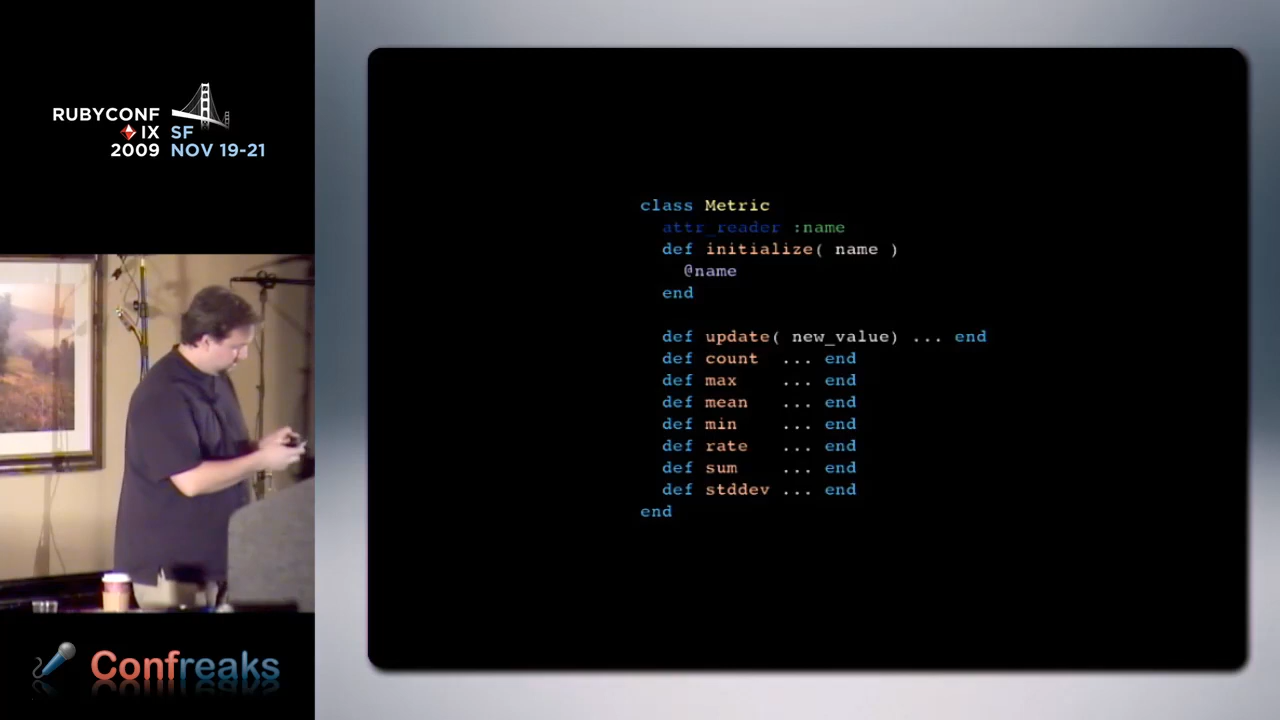 RUBYCONF
IX SF
2009 NOV 19-21
class Metric
  attr_reader :name
  def initialize( name )
    @name
  end

  def update( new_value) ... end
  def count  ... end
  def max    ... end
  def mean   ... end
  def min    ... end
  def rate   ... end
  def sum    ... end
  def stddev ... end
end
Confreaks